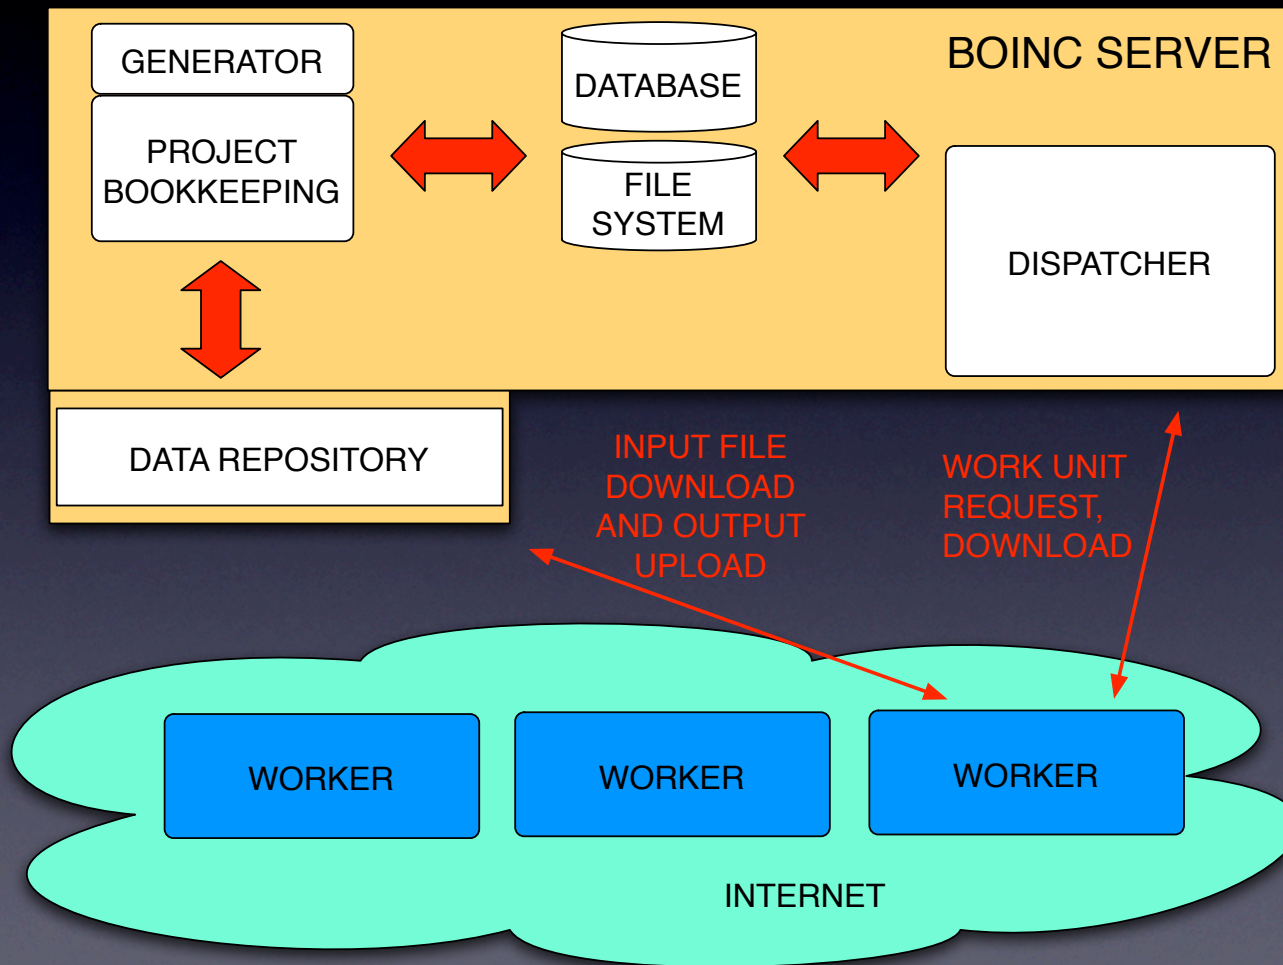 GENERATOR
PROJECT
BOOKKEEPING
DATABASE
FILE
SYSTEM
BOINC SERVER
DISPATCHER
DATA REPOSITORY
INPUT FILE
DOWNLOAD
AND OUTPUT
UPLOAD
WORK UNIT
REQUEST,
DOWNLOAD
WORKER
WORKER
WORKER
INTERNET